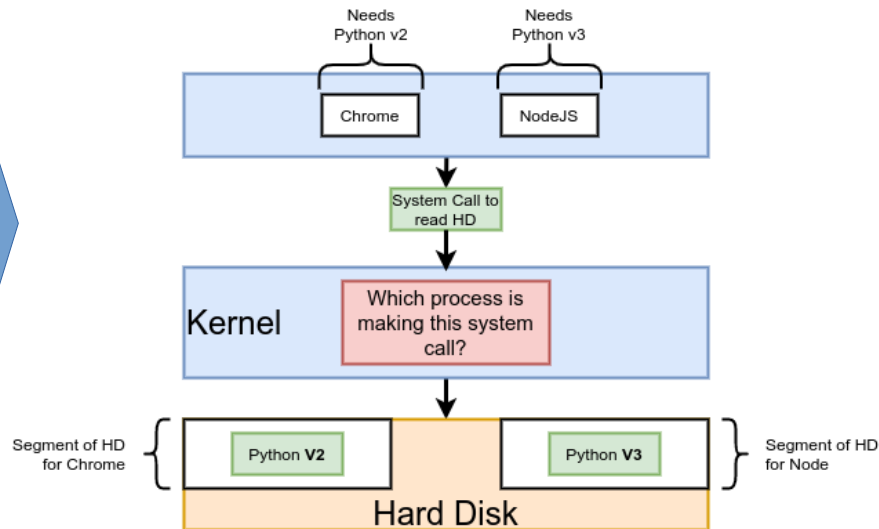 Needs
Python v2
Needs
Python v3
Chrome
NodeJS
System Call to
read HD
Kernel
Which process is
making this system
call?
Segment of HD
for Chrome
Python V2
Python V3
Segment of HD
for Node
Hard Disk